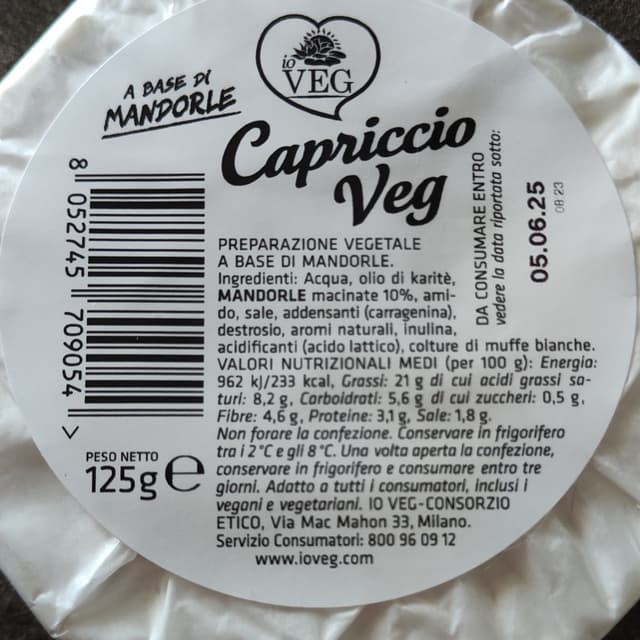 io
VEG
A BASE DI
MANDORLE
Capriccio
Veg
PREPARAZIONE VEGETALE
A BASE DI MANDORLE.
Ingredienti: Acqua, olio di karitè,
MANDORLE macinate 10%, ami-
do, sale, addensanti (carragenina),
destrosio, aromi naturali, inulina,
acidificanti (acido lattico), colture di muffe bianche.
VALORI NUTRIZIONALI MEDI (per 100 g): Energia:
962 kJ/233 kcal, Grassi: 21 g di cui acidi grassi sa-
turi: 8,2 g, Carboidrati: 5,6 g di cui zuccheri: 0,5 g,
Fibre: 4,6 g, Proteine: 3,1 g, Sale: 1,8 g.
Non forare la confezione. Conservare in frigorifero
tra i 2°C e gli 8°C. Una volta aperta la confezione,
conservare in frigorifero e consumare entro tre
giorni. Adatto a tutti i consumatori, inclusi i
vegani e vegetariani. IO VEG-CONSORZIO
ETICO, Via Mac Mahon 33, Milano.
Servizio Consumatori: 800 96 09 12
www.ioveg.com
DA CONSUMARE ENTRO
vedere la data riportata sotto:
05.06.25
08:23
8 052745 709054 >
PESO NETTO
125g e